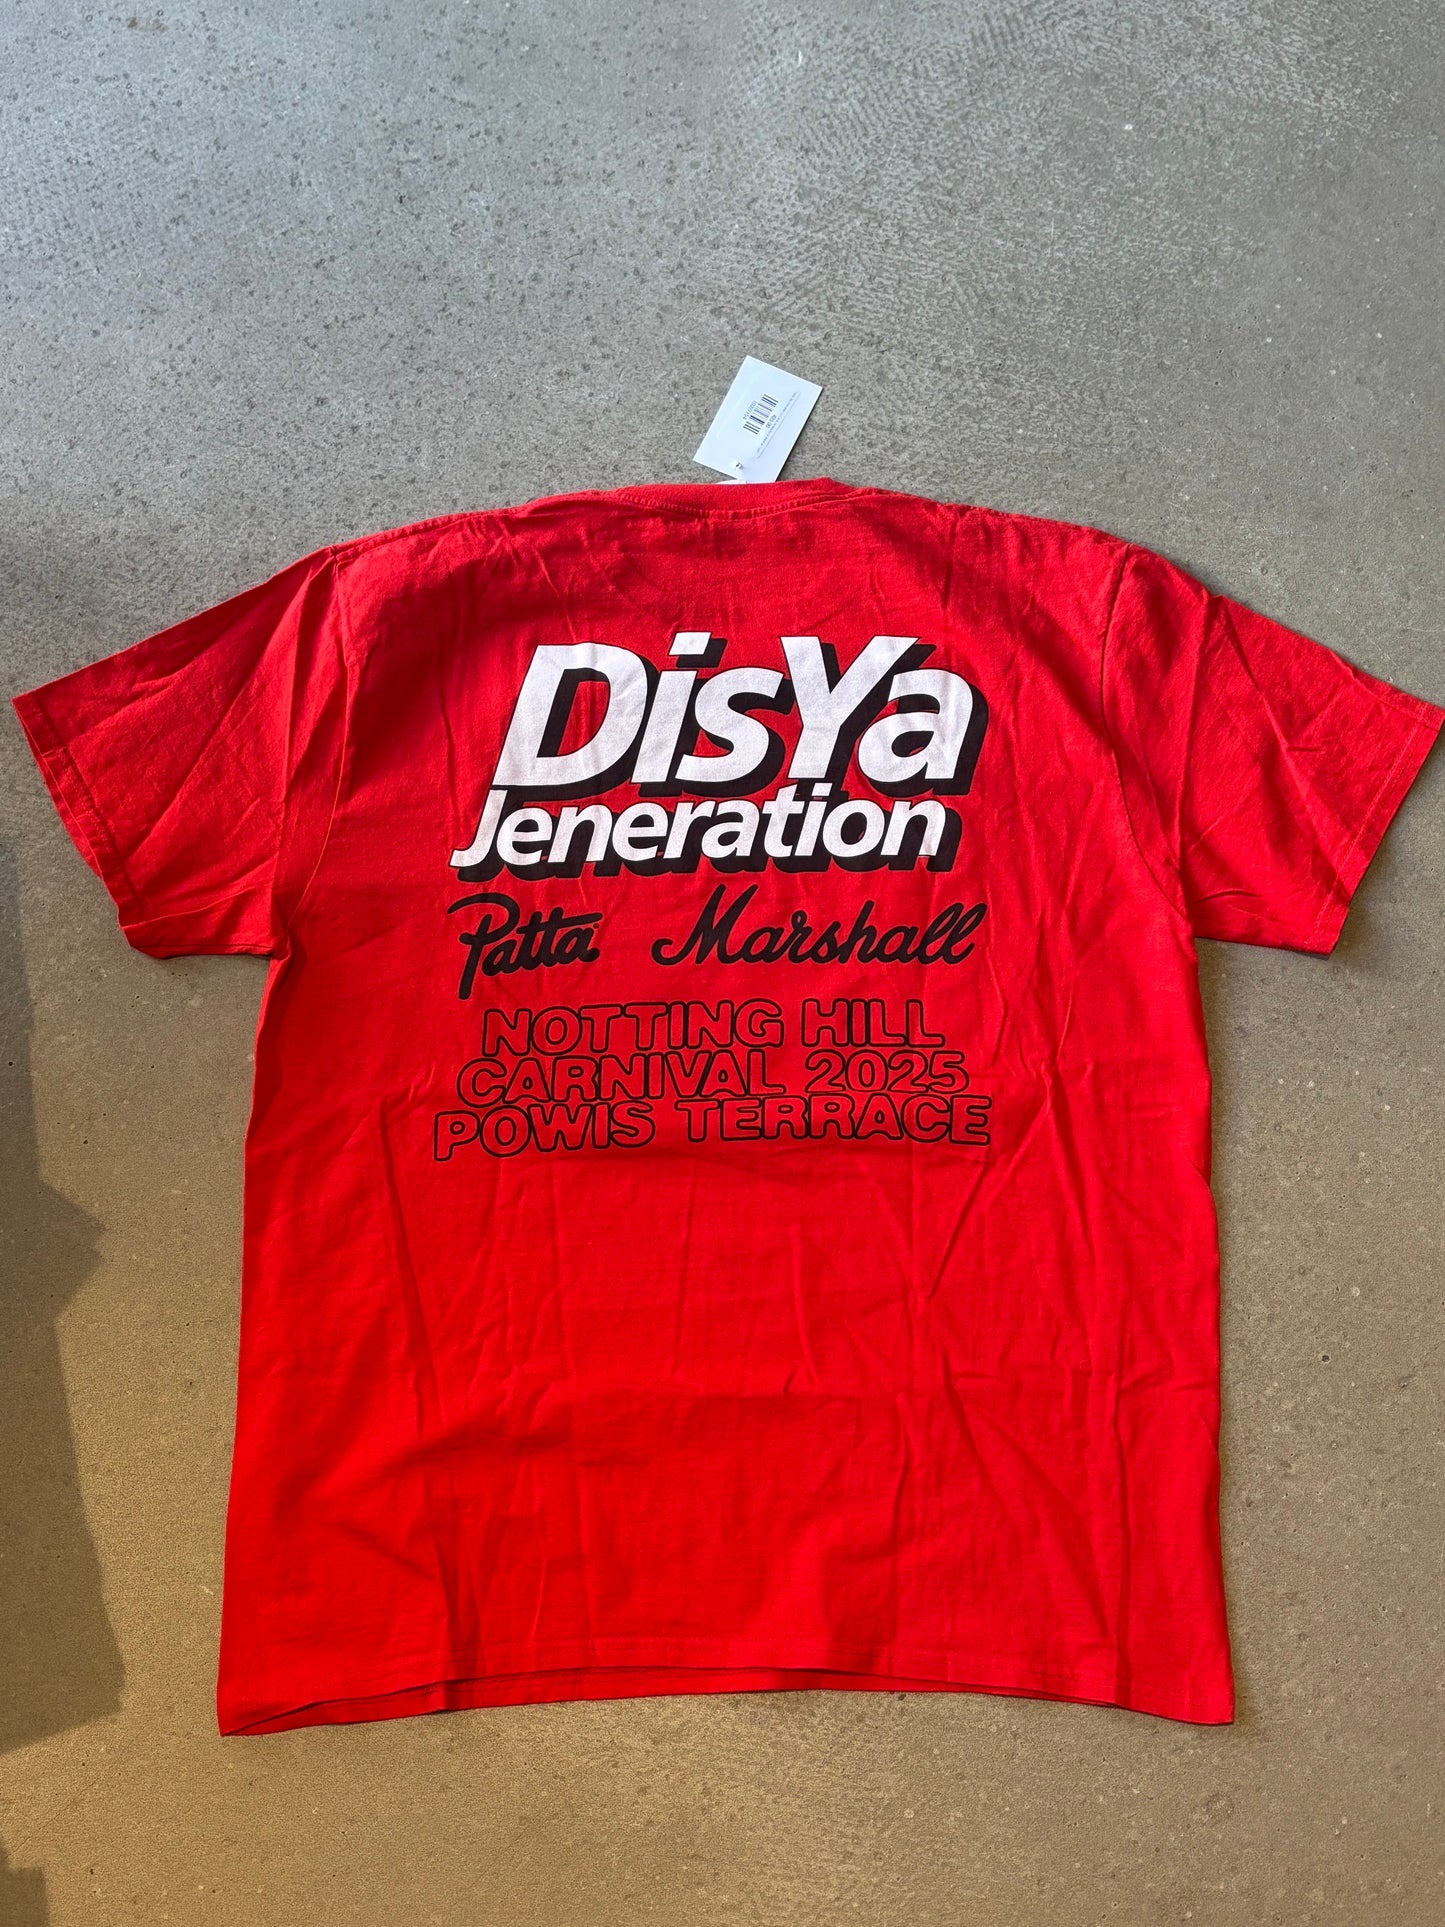 DisYa
Jeneration
Patta Marshall
NOTTING HILL
CARNIVAL 2025
POWIS TERRACE